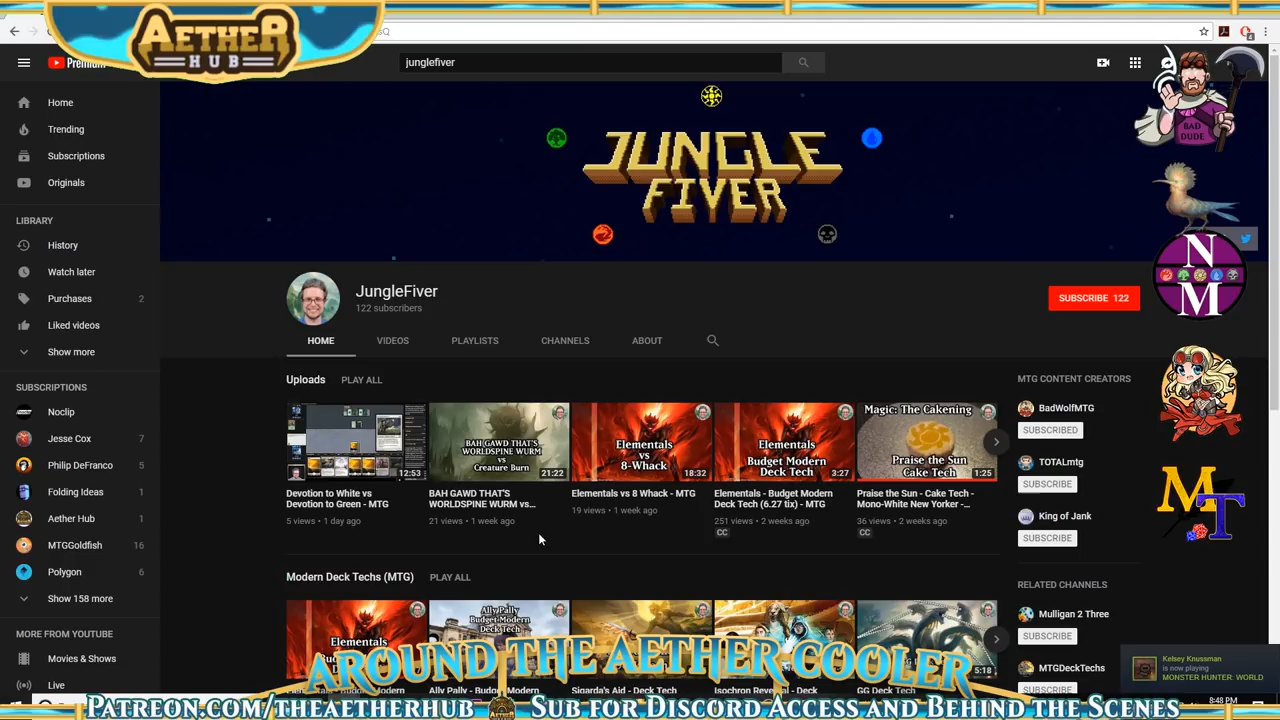 AETHER
HUB
Premium
junglefiver
Home
Trending
Subscriptions
Originals
LIBRARY
History
Watch later
Purchases 2
Liked videos
Show more
SUBSCRIPTIONS
Noclip
Jesse Cox 7
Philip DeFranco 5
Folding Ideas 1
Aether Hub 1
MTGGoldfish 16
Polygon 6
Show 158 more
MORE FROM YOUTUBE
Movies & Shows
Live
JUNGLE
FIVER
JungleFiver
122 subscribers
SUBSCRIBE 122
HOME VIDEOS PLAYLISTS CHANNELS ABOUT
Uploads PLAY ALL
12:53
BAH GAWD THAT'S
WORLDSPINE WURM
vs
Creature Burn
21:22
Elementals
vs
8-Whack
18:32
Elementals
Budget Modern
Deck Tech
3:27
Magic: The Cakening
Praise the Sun
Cake Tech
1:25
Devotion to White vs
Devotion to Green - MTG
5 views • 1 day ago
BAH GAWD THAT'S
WORLDSPINE WURM vs...
21 views • 1 week ago
Elementals vs 8 Whack - MTG
19 views • 1 week ago
Elementals - Budget Modern
Deck Tech (6.27 tix) - MTG
251 views • 2 weeks ago
CC
Praise the Sun - Cake Tech -
Mono-White New Yorker -...
36 views • 2 weeks ago
CC
Modern Deck Techs (MTG) PLAY ALL
Elementals
Ally Pally
Budget Modern
Deck Tech
5:18
Ally Pally - Budget Modern
Sigarda's Aid - Deck Tech
GG Deck Tech
MTG CONTENT CREATORS
BadWolfMTG
SUBSCRIBED
TOTALmtg
SUBSCRIBE
King of Jank
SUBSCRIBE
RELATED CHANNELS
Mulligan 2 Three
SUBSCRIBE
MTGDeckTechs
SUBSCRIBE
BAD
DUDE
N
M
M
T
Kelsey Knussman
is now playing
MONSTER HUNTER: WORLD
8:48 PM
AROUND THE AETHER COOLER
PATREON.COM/THEAETHERHUB SUB FOR DISCORD ACCESS AND BEHIND THE SCENES